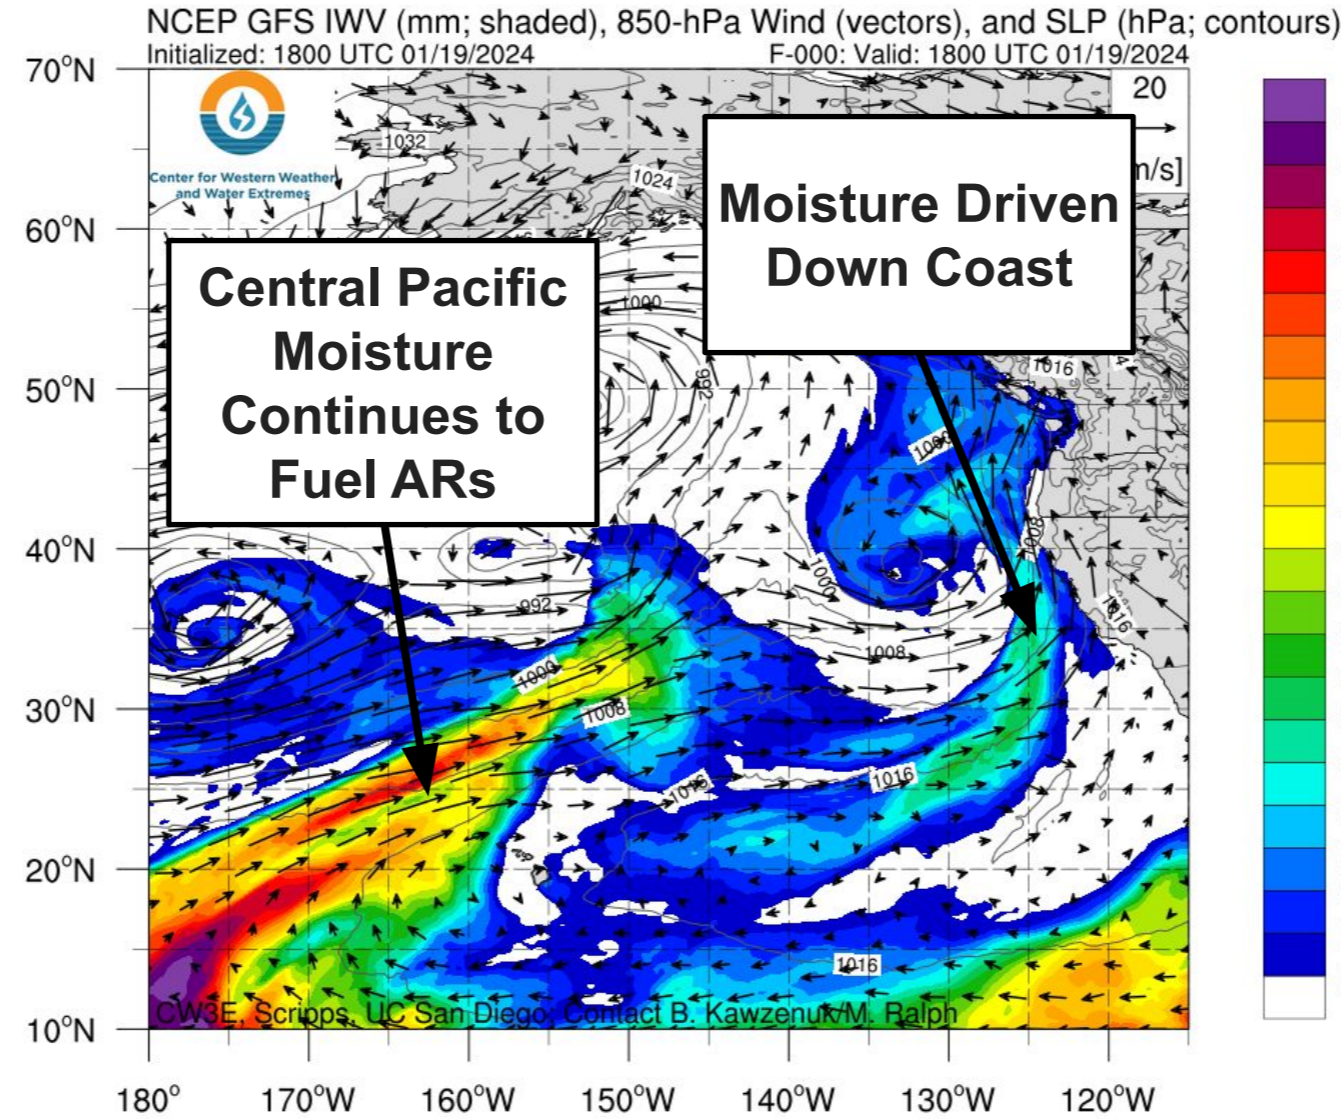 NCEP GFS IWV (mm; shaded), 850-hPa Wind (vectors), and SLP (hPa; contours)
Initialized: 1800 UTC 01/19/2024
F-000: Valid: 1800 UTC 01/19/2024
70°N
60°N
50°N
40°N
30°N
20°N
10°N
Center for Western Weather
and Water Extremes
20
m/s]
1032
1024
Moisture Driven
Down Coast
Central Pacific
Moisture
Continues to
Fuel ARs
1000
992
1016
1000
1008
1000
992
1016
1008
1000
1008
1016
1016
1016
CW3E, Scripps, UC San Diego; Contact B. Kawzenuk/M. Ralph
180°
170°W
160°W
150°W
140°W
130°W
120°W